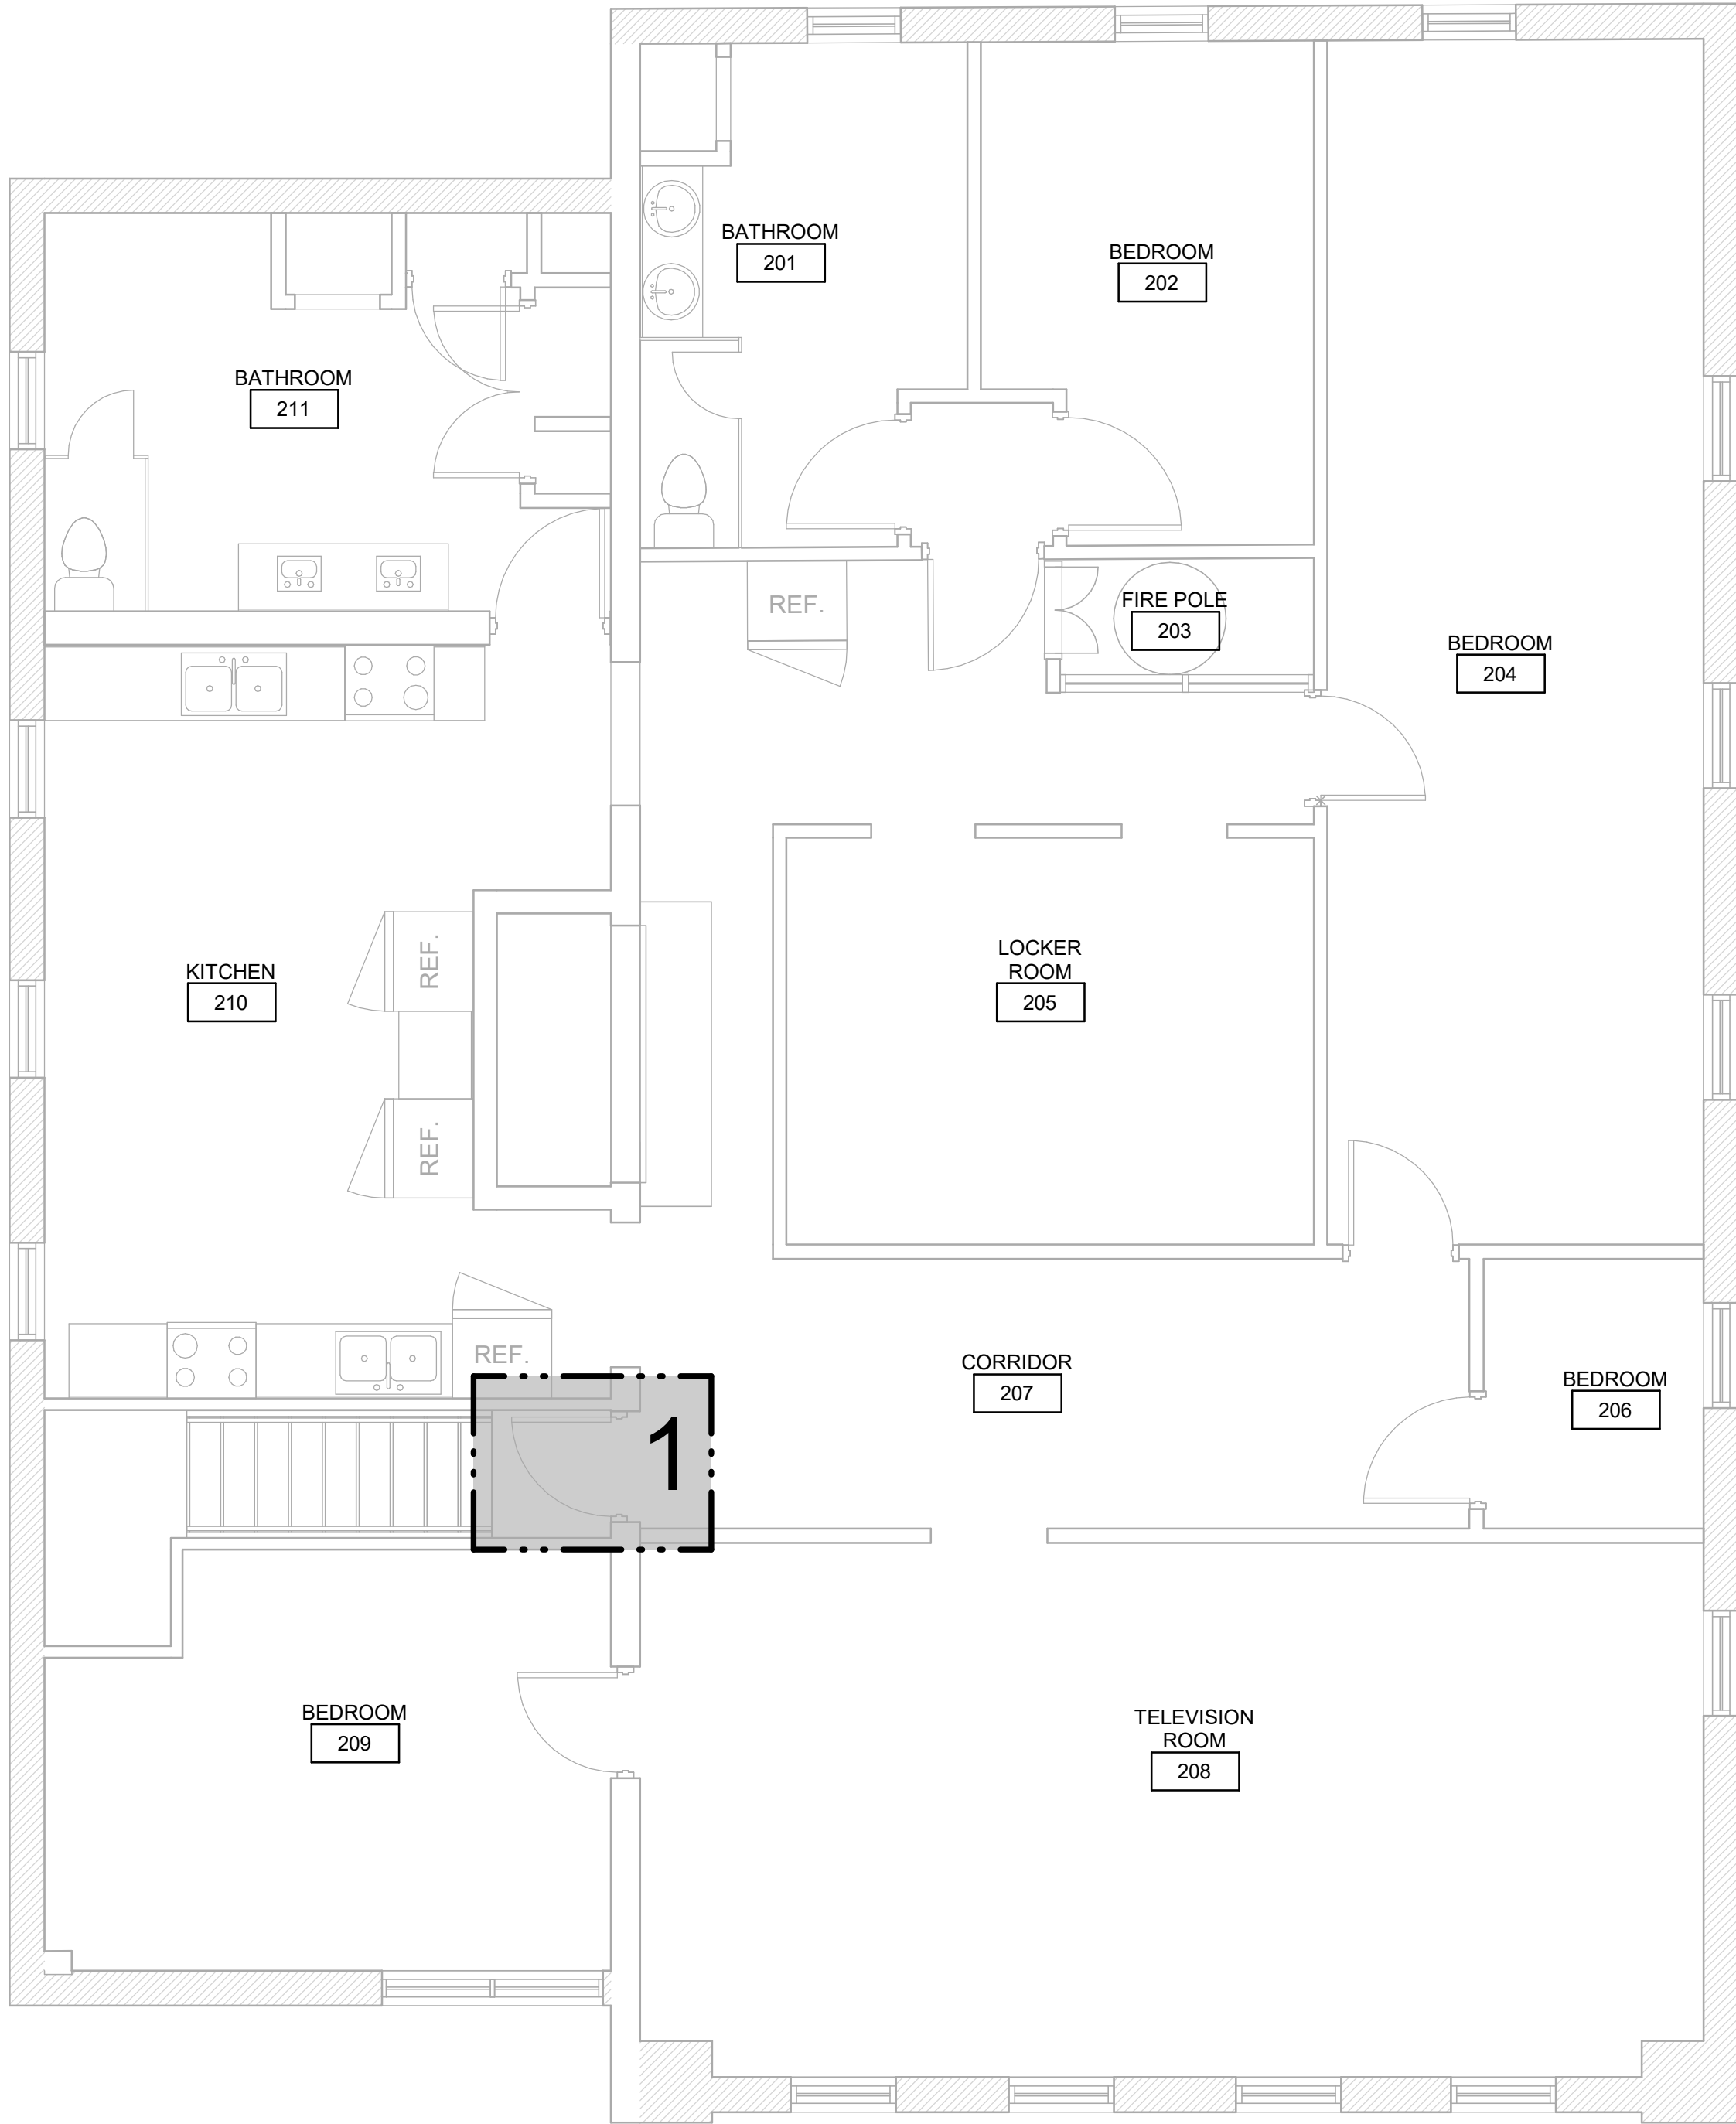 BATHROOM
201
BEDROOM
202
BATHROOM
211
REF.
FIRE POLE
203
BEDROOM
204
KITCHEN
210
REF.
REF.
LOCKER
ROOM
205
REF.
CORRIDOR
207
BEDROOM
206
1
BEDROOM
209
TELEVISION
ROOM
208